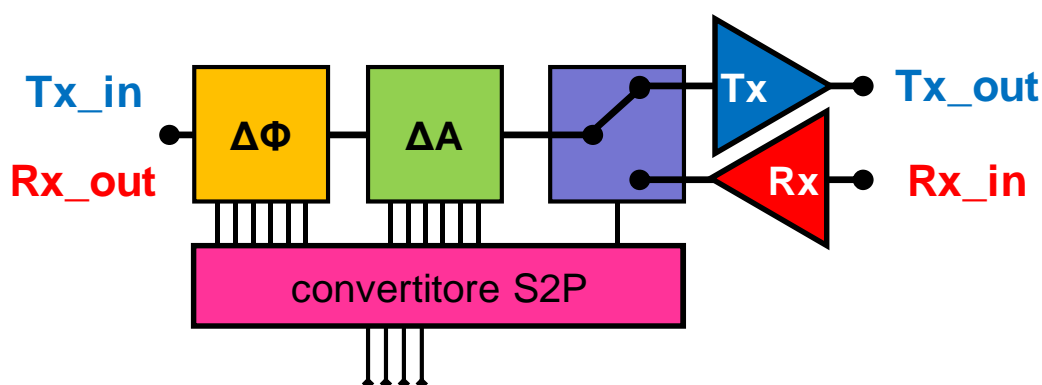 Tx_in
Rx_out
ΔΦ
ΔA
Tx
Rx
Tx_out
Rx_in
convertitore S2P